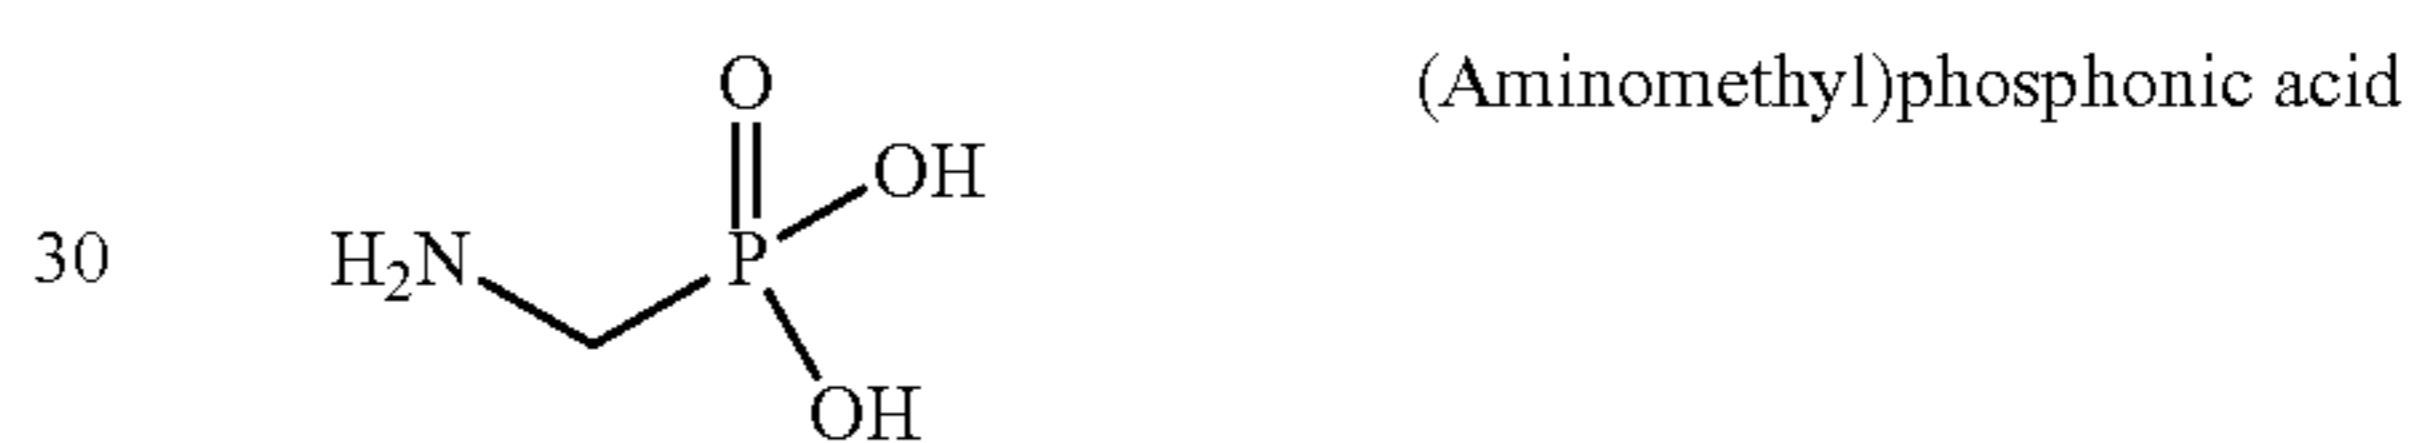 (Aminomethyl)phosphonic acid
O
OH
30
H₂N
P
OH